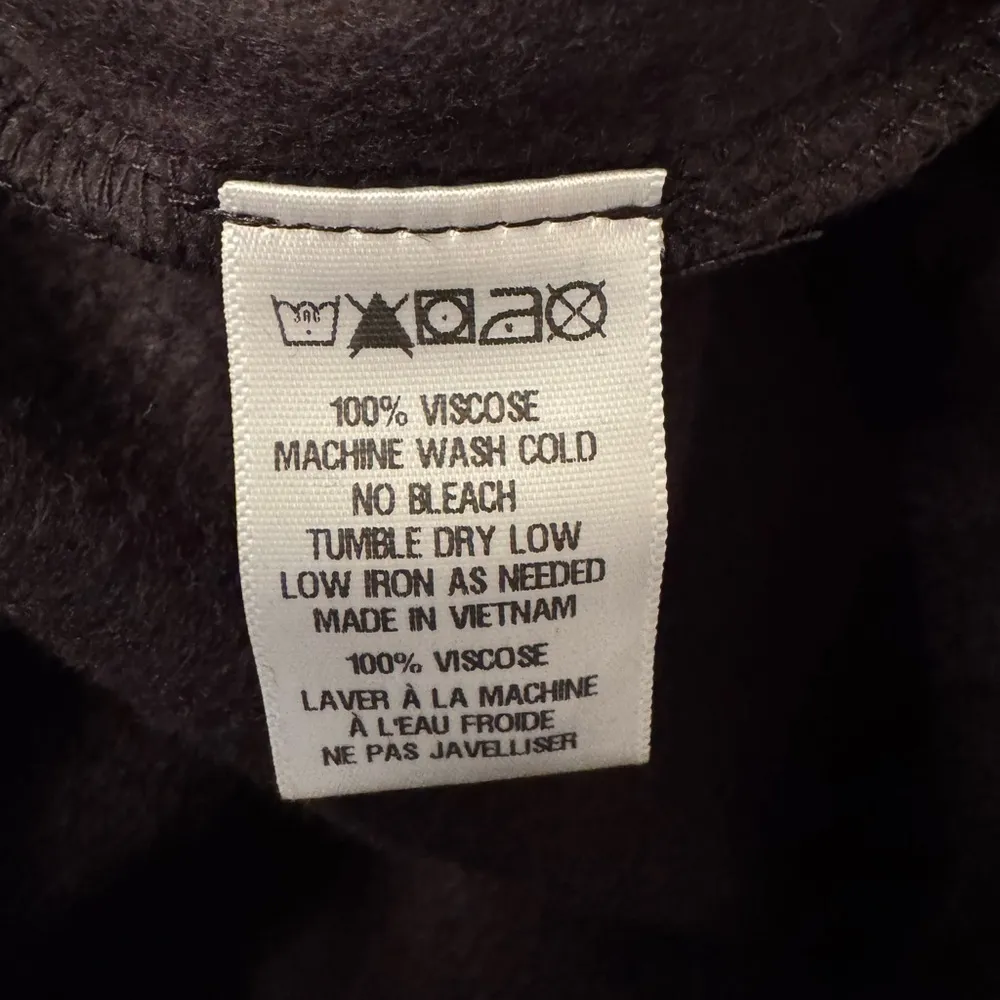 30C
100% VISCOSE
MACHINE WASH COLD
NO BLEACH
TUMBLE DRY LOW
LOW IRON AS NEEDED
MADE IN VIETNAM
100% VISCOSE
LAVER À LA MACHINE
À L'EAU FROIDE
NE PAS JAVELLISER